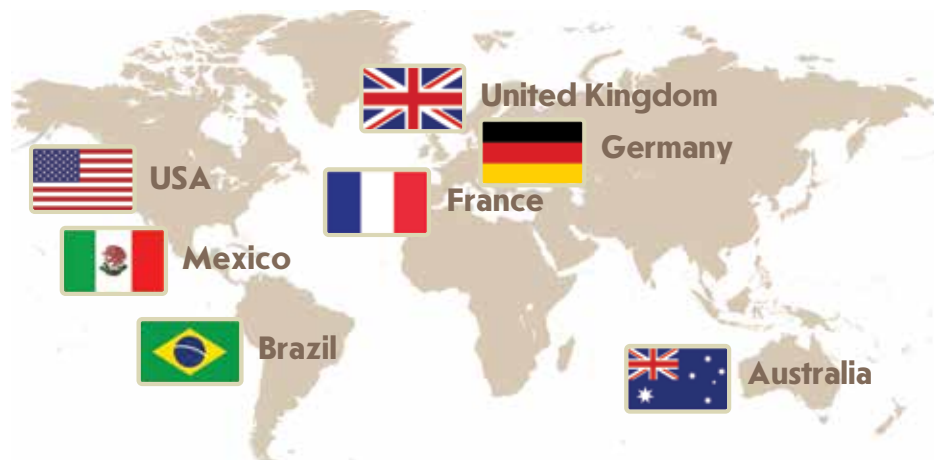 United Kingdom
Germany
USA
France
Mexico
Brazil
Australia